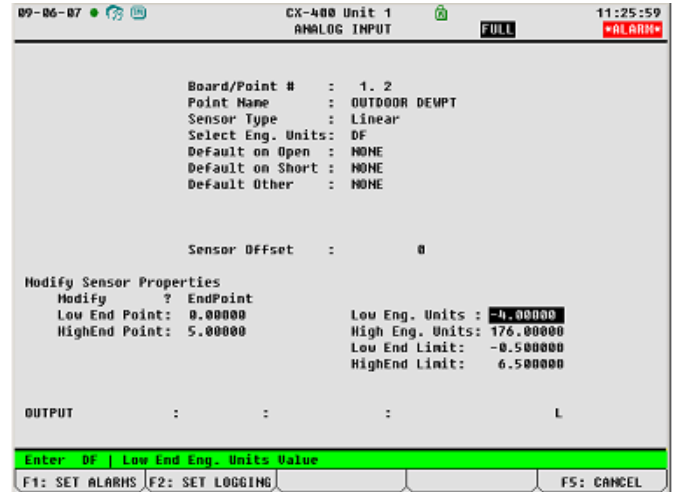 09-06-07 CX-400 Unit 1 11:25:59
ANALOG INPUT FULL *ALARM*
Board/Point # : 1. 2
Point Name : OUTDOOR DEWPT
Sensor Type : Linear
Select Eng. Units: DF
Default on Open : NONE
Default on Short : NONE
Default Other : NONE
Sensor Offset : 0
Modify Sensor Properties
Modify ? EndPoint
Low End Point: 0.00000 Low Eng. Units : -4.00000
HighEnd Point: 5.00000 High Eng. Units: 176.00000
Low End Limit: -0.500000
HighEnd Limit: 6.500000
OUTPUT : : : L
Enter DF | Low End Eng. Units Value
F1: SET ALARMS F2: SET LOGGING F5: CANCEL